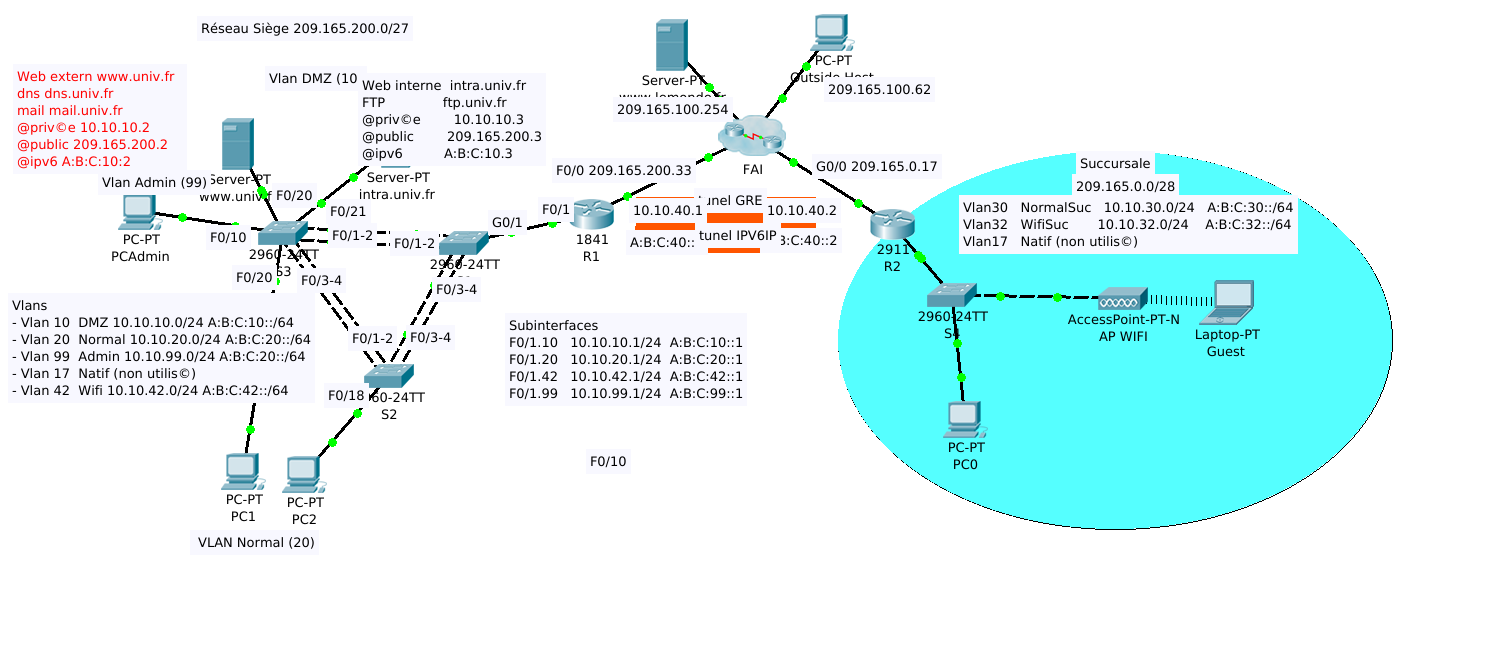 Réseau Siège 209.165.200.0/27
Web extern www.univ.fr
dns dns.univ.fr
mail mail.univ.fr
@priv©e 10.10.10.2
@public 209.165.200.2
@ipv6 A:B:C:10:2
Vlan DMZ (10
Web interne intra.univ.fr
FTP ftp.univ.fr
@priv©e 10.10.10.3
@public 209.165.200.3
@ipv6 A:B:C:10.3
Server-PT
209.165.100.254
PC-PT
Outside Host
209.165.100.62
FAI
F0/0 209.165.200.33
G0/0 209.165.0.17
Vlan Admin (99)
Server-PT
F0/20
Server-PT
intra.univ.fr
F0/21
PC-PT
PCAdmin
F0/10
F0/1-2
F0/1-2
G0/1
F0/1
2960-24TT
S3
2960-24TT
F0/20
F0/3-4
F0/3-4
1841
R1
10.10.40.1
unel GRE
10.10.40.2
A:B:C:40::
tunel IPV6IP
B:C:40::2
2911
R2
Succursale
209.165.0.0/28
Vlan30 NormalSuc 10.10.30.0/24 A:B:C:30::/64
Vlan32 WifiSuc 10.10.32.0/24 A:B:C:32::/64
Vlan17 Natif (non utilis©)
Vlans
- Vlan 10 DMZ 10.10.10.0/24 A:B:C:10::/64
- Vlan 20 Normal 10.10.20.0/24 A:B:C:20::/64
- Vlan 99 Admin 10.10.99.0/24 A:B:C:20::/64
- Vlan 17 Natif (non utilis©)
- Vlan 42 Wifi 10.10.42.0/24 A:B:C:42::/64
F0/1-2
F0/3-4
F0/18
60-24TT
S2
Subinterfaces
F0/1.10 10.10.10.1/24 A:B:C:10::1
F0/1.20 10.10.20.1/24 A:B:C:20::1
F0/1.42 10.10.42.1/24 A:B:C:42::1
F0/1.99 10.10.99.1/24 A:B:C:99::1
2960-24TT
AccessPoint-PT-N
AP WIFI
Laptop-PT
Guest
PC-PT
PC0
F0/10
PC-PT
PC1
PC-PT
PC2
VLAN Normal (20)